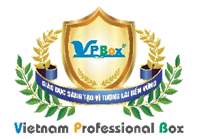 VPBOX®
GIÁO DỤC SÁNG TẠO VÌ TƯƠNG LAI BỀN VỮNG
Vietnam Professional Box